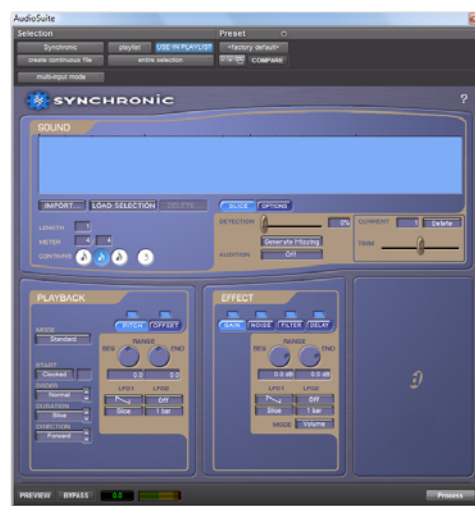 AudioSuite
Selection Preset
Synchronic playlist USE IN PLAYLIST <factory default>
create continuous file entire selection COMPARE
multi-input mode
SYNCHRONIC ?
SOUND
IMPORT... LOAD SELECTION DELETE... SLICE OPTIONS
LENGTH 1
METER 4 4
CONTAINS 3
DETECTION 0%
Generate Missing
AUDITION Off
CURRENT 1 Delete
TRIM
PLAYBACK
PITCH OFFSET
MODE
Standard
RANGE
BEG END
START
Clocked
0.0 0.0
ORDER
Normal
LFO1 LFO2
Off
DURATION
Slice
Slice 1 bar
DIRECTION
Forward
EFFECT
GAIN NOISE FILTER DELAY
RANGE
BEG END
0.0 dB 0.0 dB
LFO1 LFO2
Off
Slice 1 bar
MODE Volume
PREVIEW BYPASS 0.0 Process